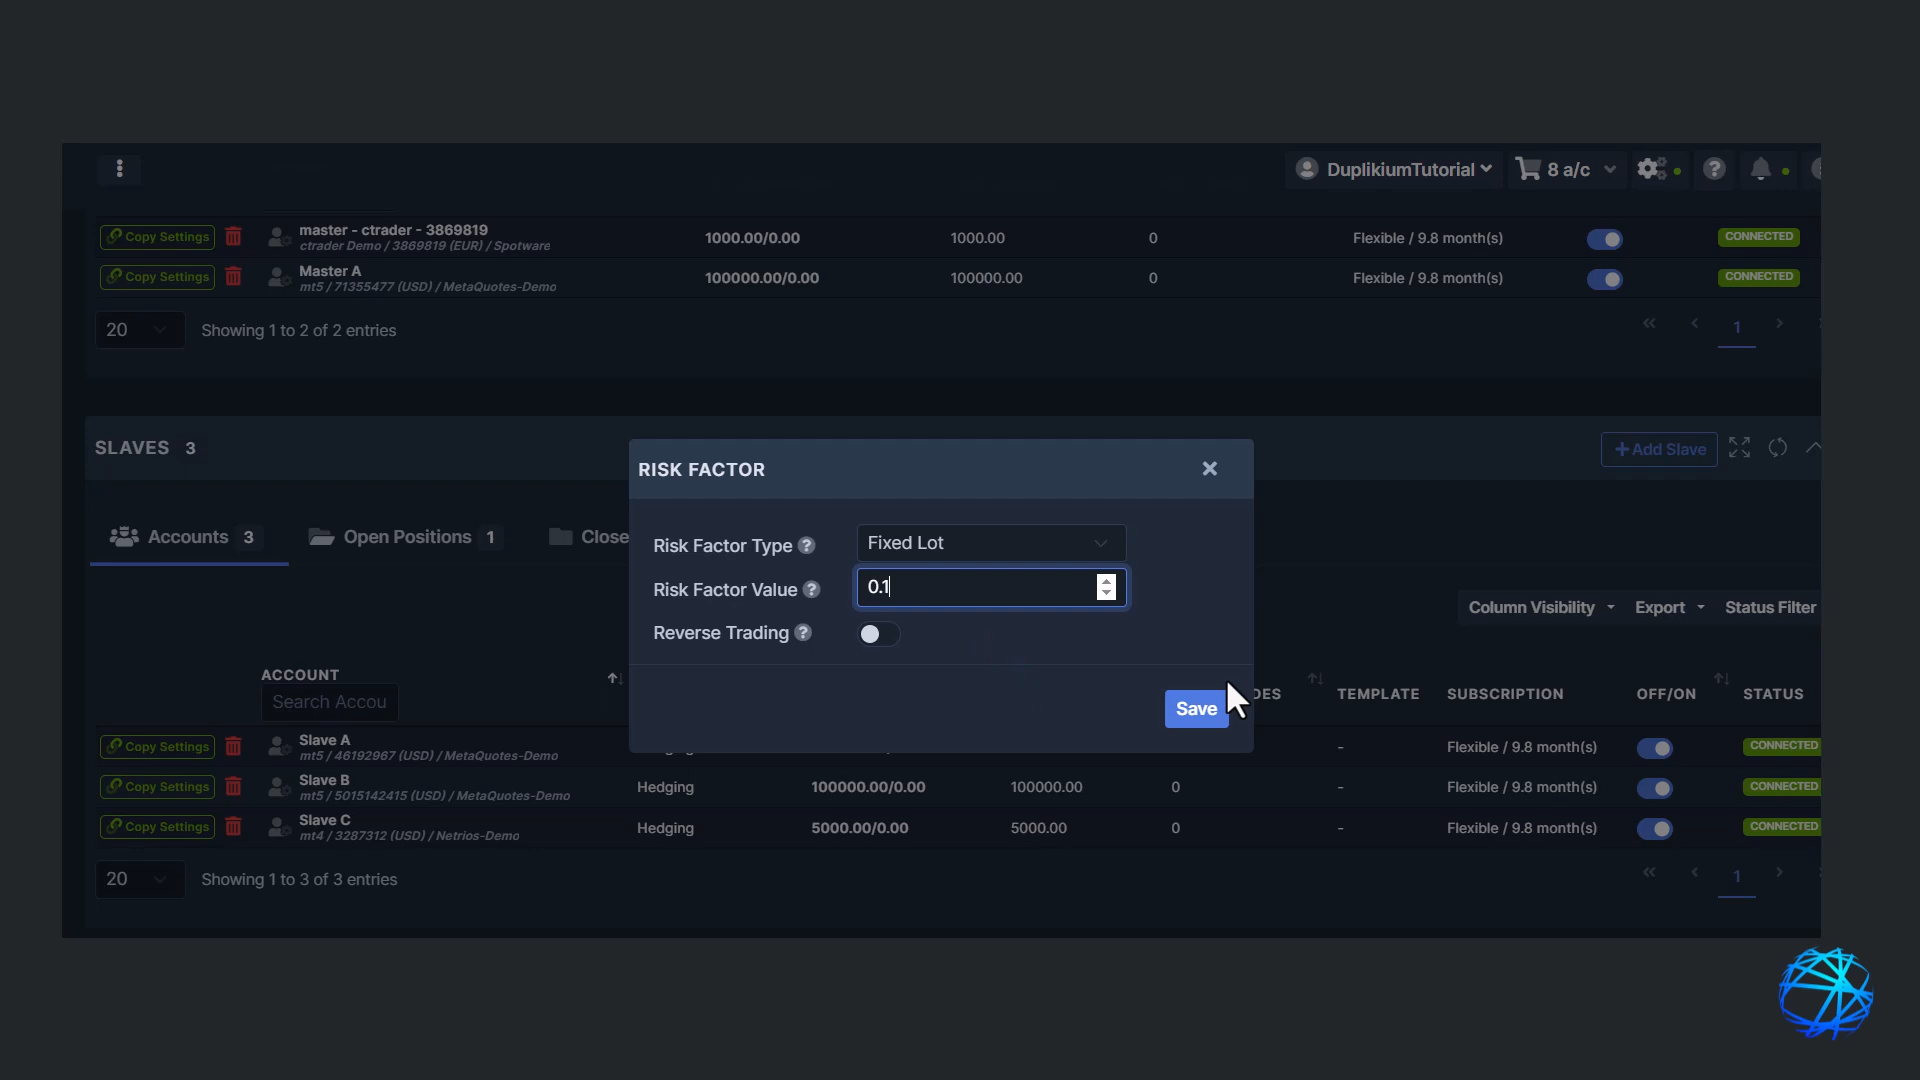 DuplikiumTutorial
8 a/c
Copy Settings
master - ctrader - 3869819
ctrader Demo / 3869819 (EUR) / Spotware
1000.00/0.00
1000.00
0
Flexible / 9.8 month(s)
CONNECTED
Copy Settings
Master A
mt5 / 71355477 (USD) / MetaQuotes-Demo
100000.00/0.00
100000.00
0
Flexible / 9.8 month(s)
CONNECTED
20
Showing 1 to 2 of 2 entries
« ‹ 1 ›
SLAVES 3
+Add Slave
RISK FACTOR
Accounts 3
Open Positions 1
Close
Risk Factor Type ?
Fixed Lot
Risk Factor Value ?
0.1
Reverse Trading ?
Save
Column Visibility
Export
Status Filter
ACCOUNT
Search Accou
DES
TEMPLATE
SUBSCRIPTION
OFF/ON
STATUS
Copy Settings
Slave A
mt5 / 46192967 (USD) / MetaQuotes-Demo
-
Flexible / 9.8 month(s)
CONNECTED
Copy Settings
Slave B
mt5 / 5015142415 (USD) / MetaQuotes-Demo
Hedging
100000.00/0.00
100000.00
0
-
Flexible / 9.8 month(s)
CONNECTED
Copy Settings
Slave C
mt4 / 3287312 (USD) / Netrios-Demo
Hedging
5000.00/0.00
5000.00
0
-
Flexible / 9.8 month(s)
CONNECTED
20
Showing 1 to 3 of 3 entries
« ‹ 1 ›